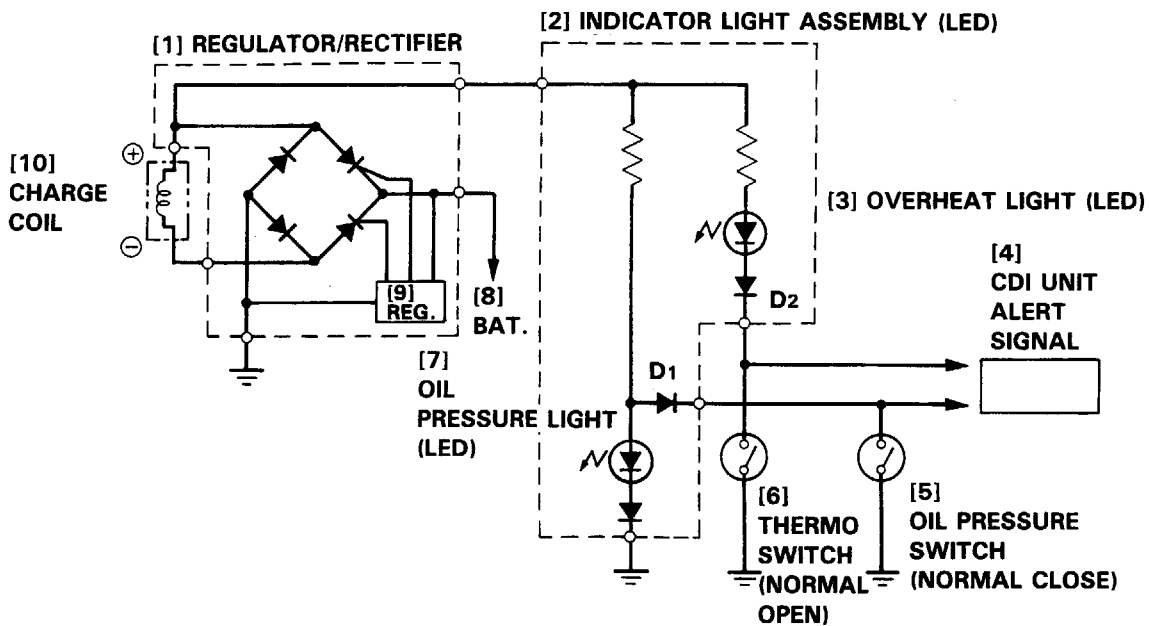 [2] INDICATOR LIGHT ASSEMBLY (LED)
[1] REGULATOR/RECTIFIER
[10]
CHARGE
COIL
+
−
[3] OVERHEAT LIGHT (LED)
[4]
CDI UNIT
ALERT
SIGNAL
D2
[9]
REG.
[8]
BAT.
[7]
OIL
PRESSURE LIGHT
(LED)
D1
[6]
THERMO
SWITCH
(NORMAL
OPEN)
[5]
OIL PRESSURE
SWITCH
(NORMAL CLOSE)